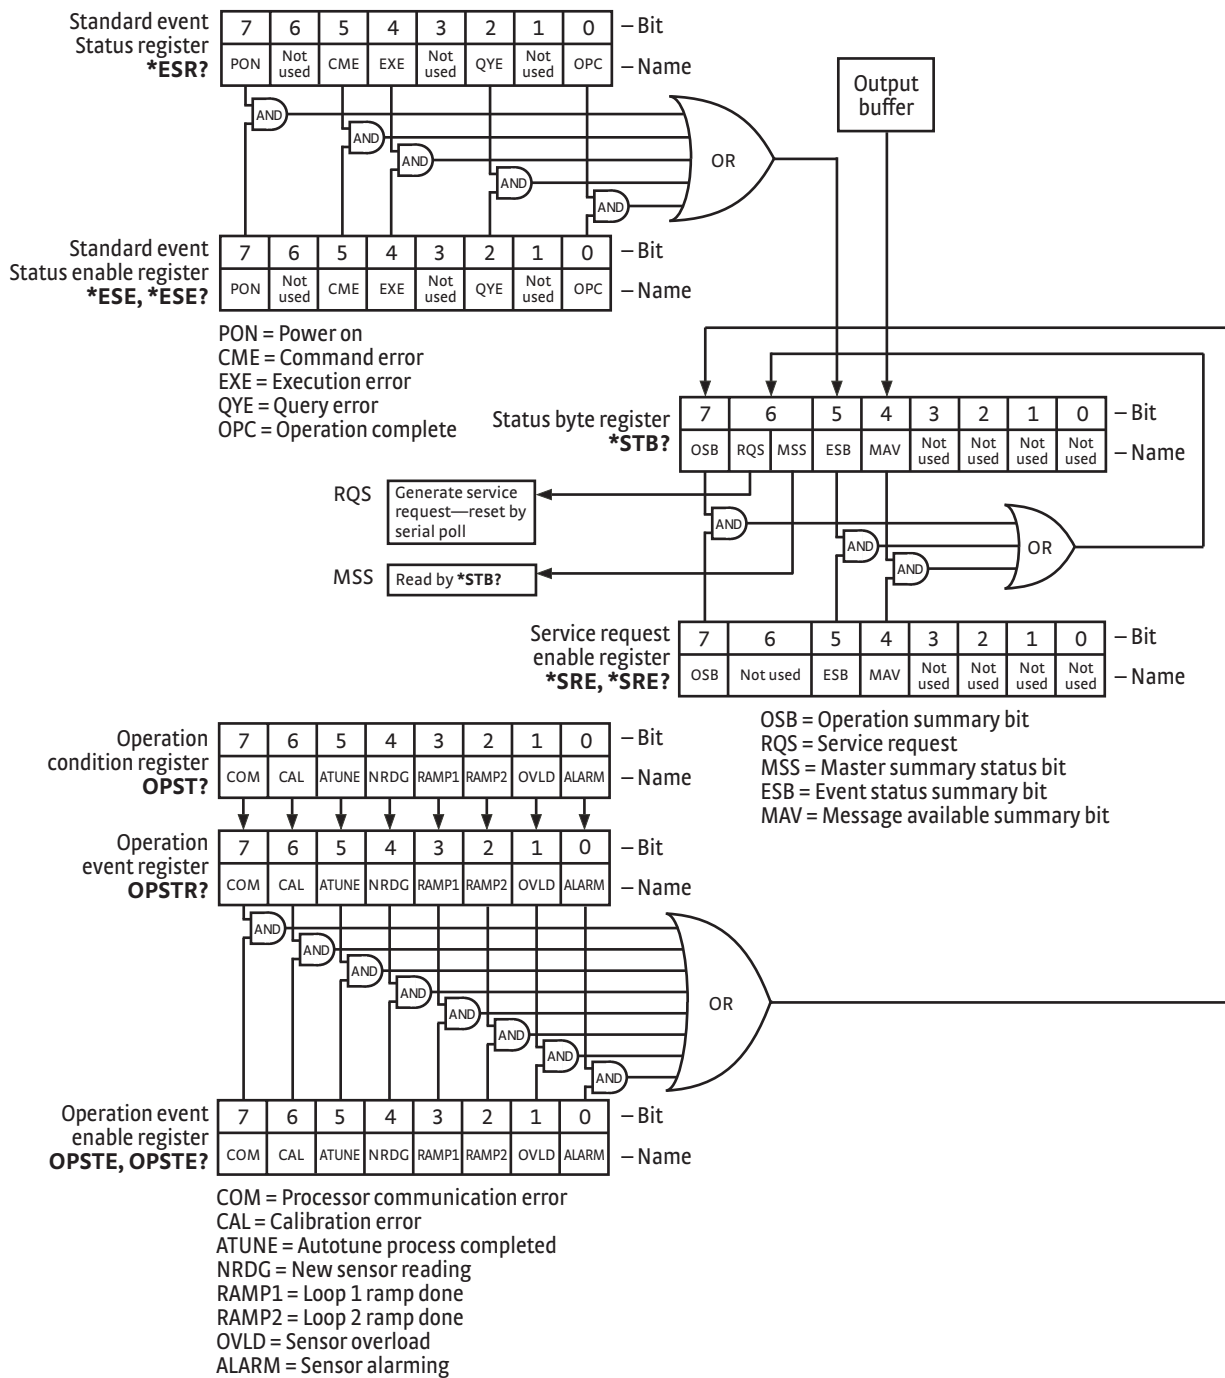 Standard event
Status register
*ESR?
7 6 5 4 3 2 1 0 – Bit
PON Not used CME EXE Not used QYE Not used OPC – Name
AND
AND
AND
AND
AND
OR
Output
buffer
Standard event
Status enable register
*ESE, *ESE?
7 6 5 4 3 2 1 0 – Bit
PON Not used CME EXE Not used QYE Not used OPC – Name
PON = Power on
CME = Command error
EXE = Execution error
QYE = Query error
OPC = Operation complete
Status byte register
*STB?
7 6 5 4 3 2 1 0 – Bit
OSB RQS MSS ESB MAV Not used Not used Not used Not used – Name
RQS
Generate service
request—reset by
serial poll
MSS
Read by *STB?
AND
AND
AND
OR
Service request
enable register
*SRE, *SRE?
7 6 5 4 3 2 1 0 – Bit
OSB Not used ESB MAV Not used Not used Not used Not used – Name
OSB = Operation summary bit
RQS = Service request
MSS = Master summary status bit
ESB = Event status summary bit
MAV = Message available summary bit
Operation
condition register
OPST?
7 6 5 4 3 2 1 0 – Bit
COM CAL ATUNE NRDG RAMP1 RAMP2 OVLD ALARM – Name
Operation
event register
OPSTR?
7 6 5 4 3 2 1 0 – Bit
COM CAL ATUNE NRDG RAMP1 RAMP2 OVLD ALARM – Name
AND
AND
AND
AND
AND
AND
AND
AND
OR
Operation event
enable register
OPSTE, OPSTE?
7 6 5 4 3 2 1 0 – Bit
COM CAL ATUNE NRDG RAMP1 RAMP2 OVLD ALARM – Name
COM = Processor communication error
CAL = Calibration error
ATUNE = Autotune process completed
NRDG = New sensor reading
RAMP1 = Loop 1 ramp done
RAMP2 = Loop 2 ramp done
OVLD = Sensor overload
ALARM = Sensor alarming